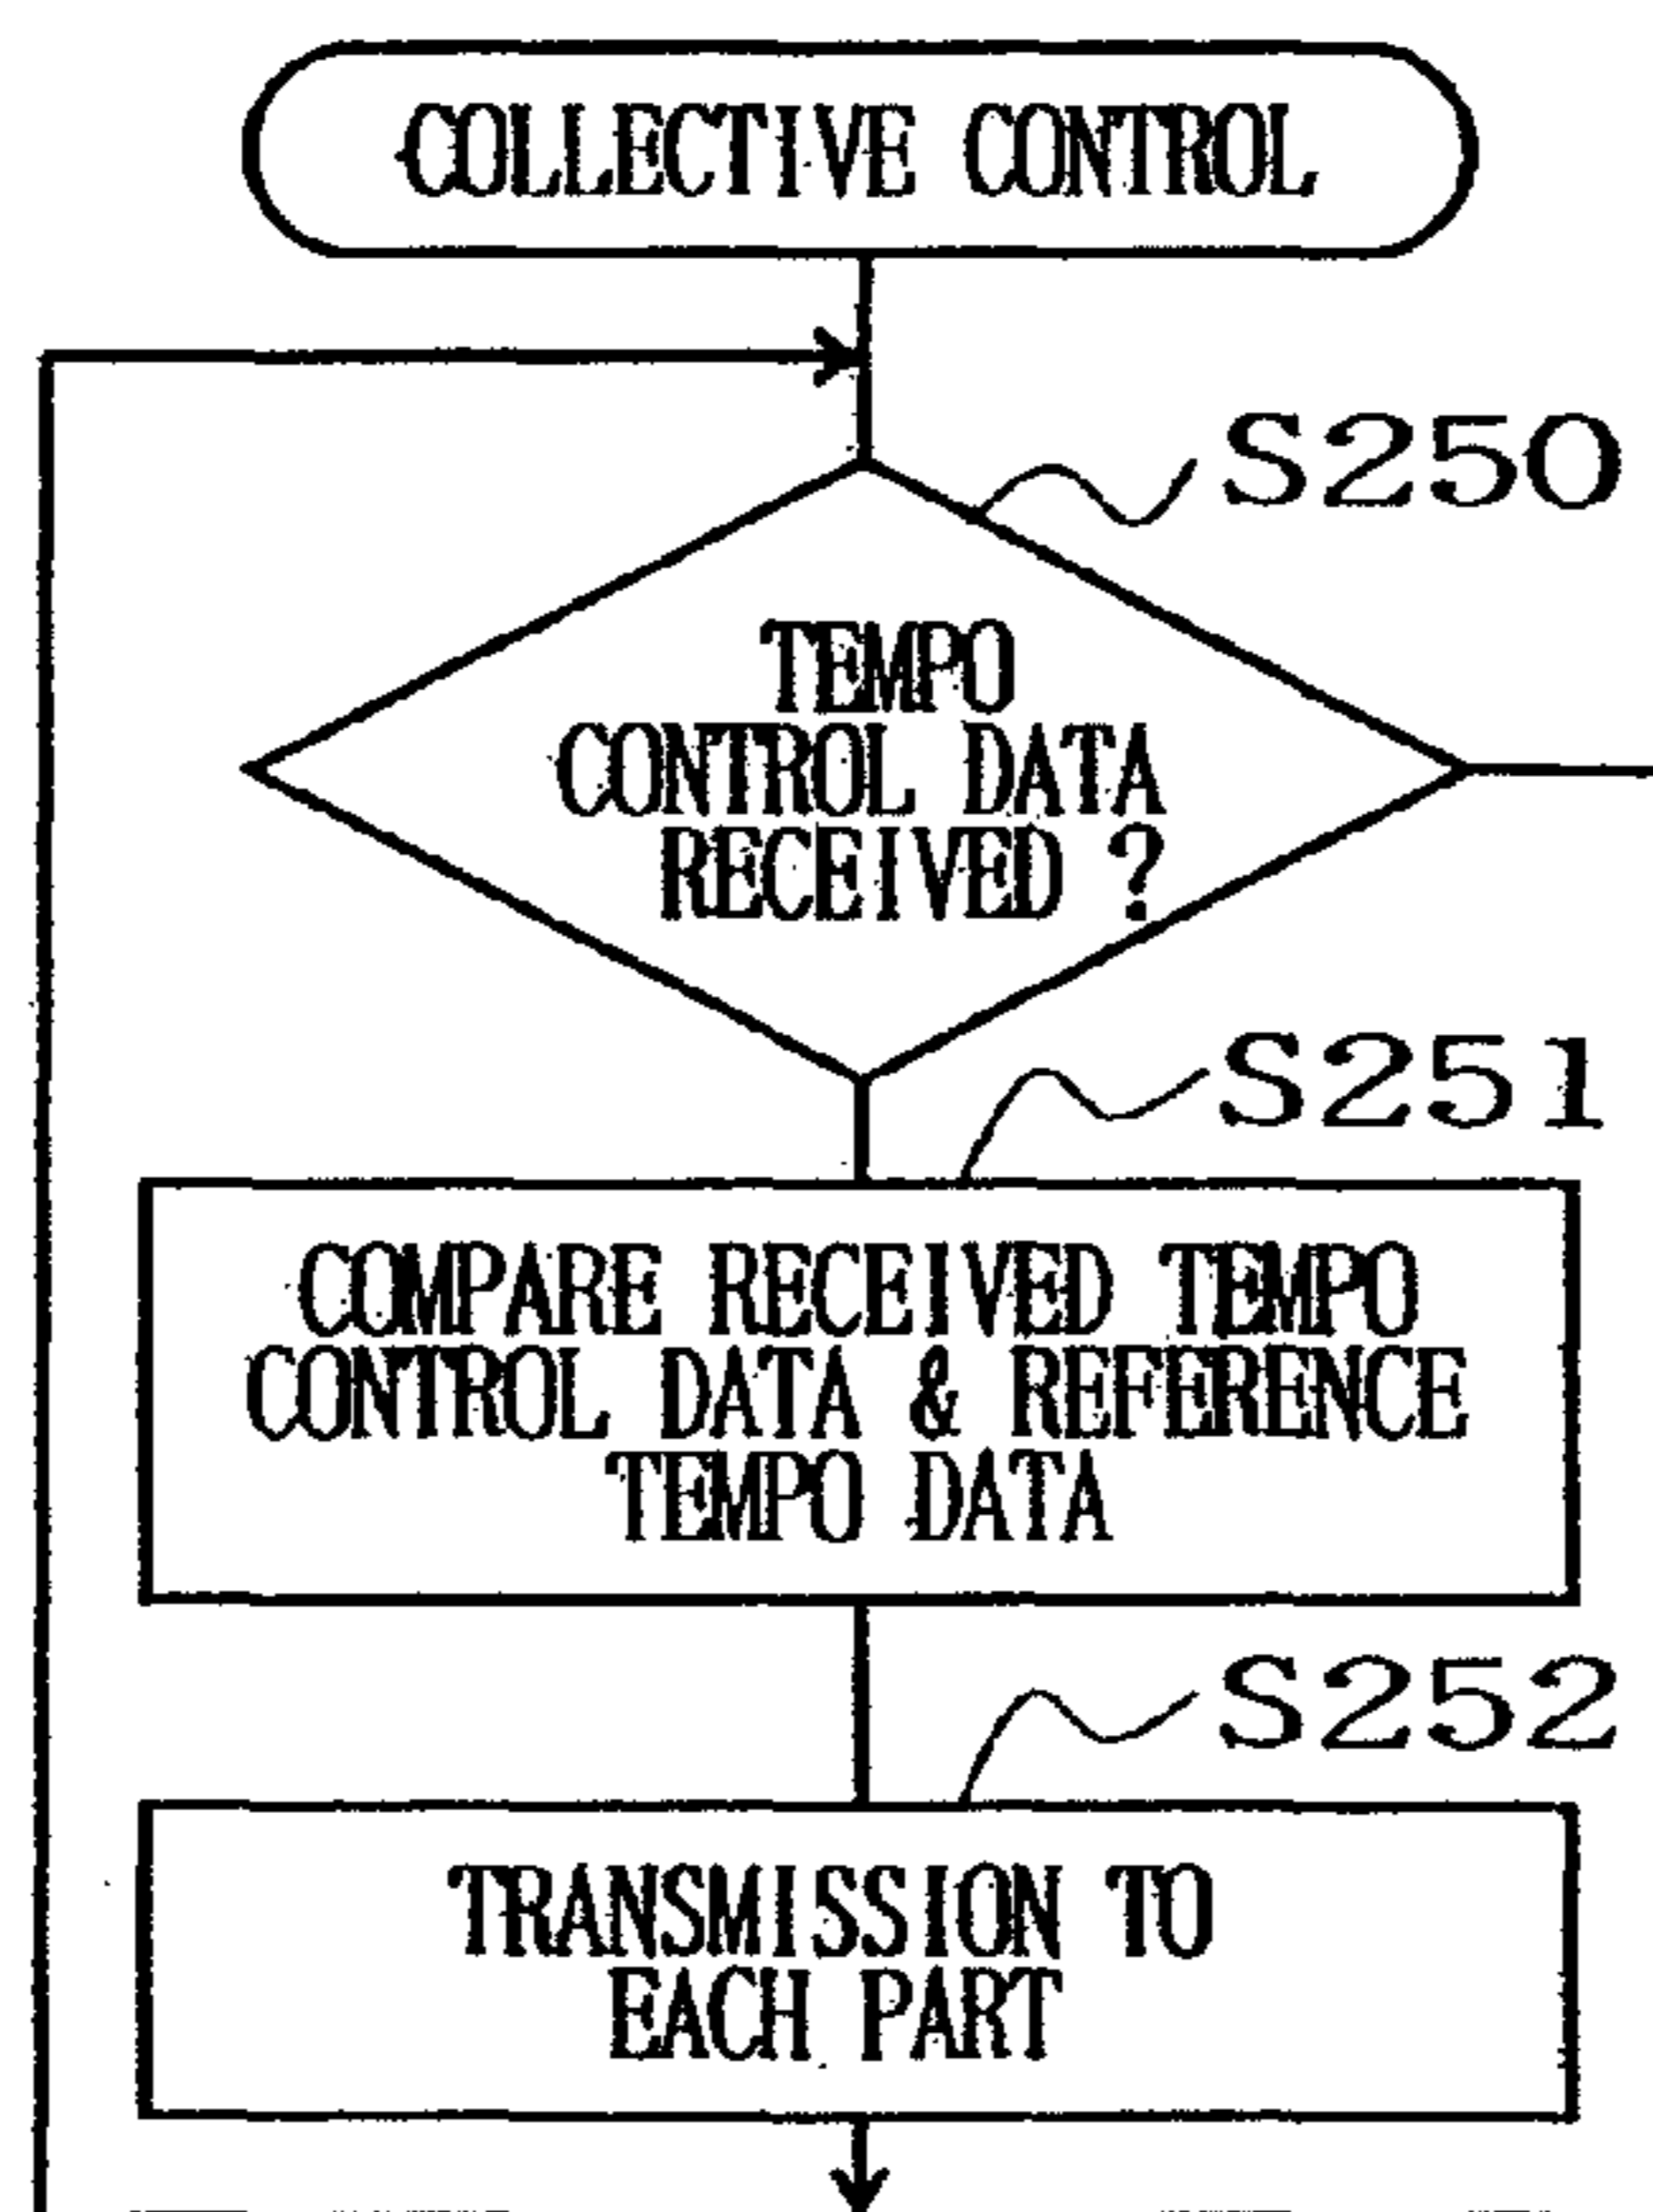 COLLECTIVE CONTROL
S250
TEMPO
CONTROL DATA
RECEIVED ?
S251
COMPARE RECEIVED TEMPO
CONTROL DATA & REFERENCE
TEMPO DATA
S252
TRANSMISSION TO
EACH PART